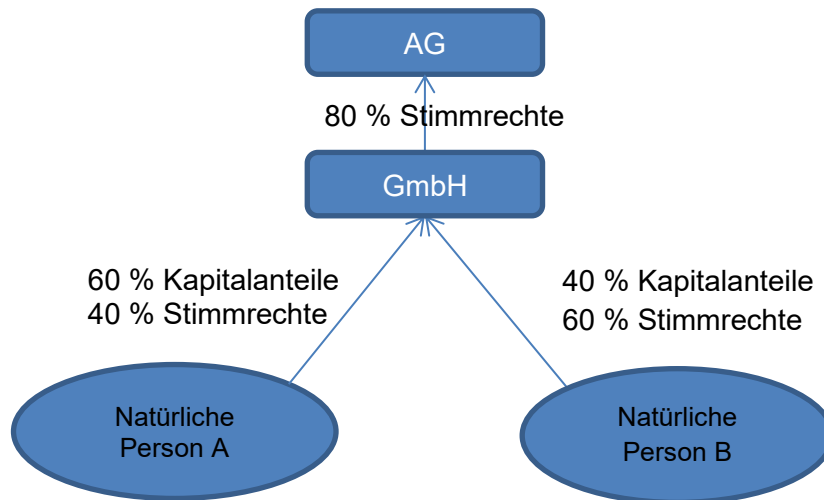 AG
80 % Stimmrechte
GmbH
60 % Kapitalanteile
40 % Stimmrechte
40 % Kapitalanteile
60 % Stimmrechte
Natürliche
Person A
Natürliche
Person B